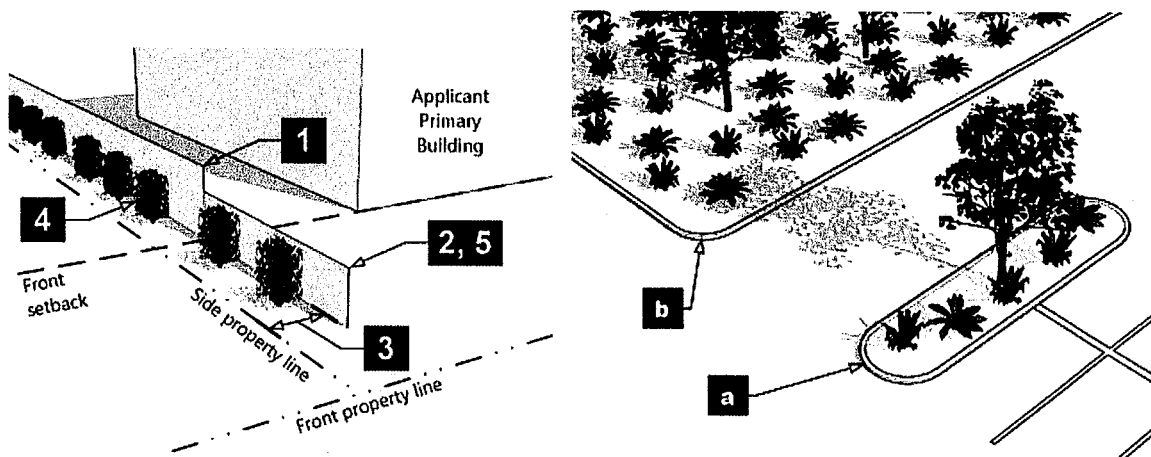 Applicant
Primary
Building
1
4
2, 5
Front
setback
Side property line
3
Front property line
b
a